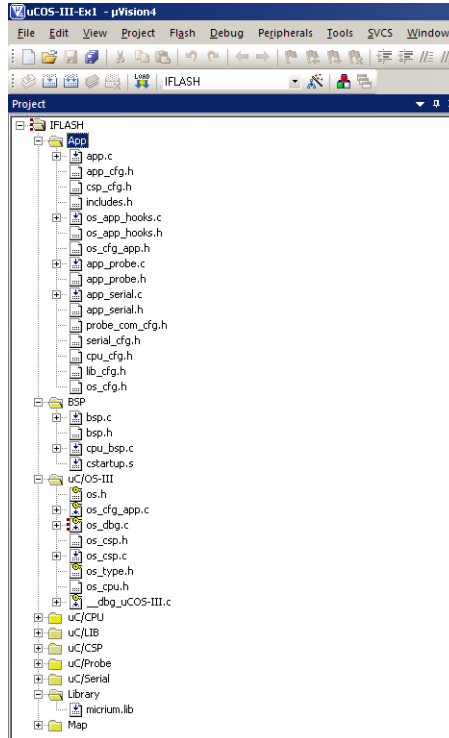 uCOS-III-Ex1 - µVision4
File Edit View Project Flash Debug Peripherals Tools SVCS Window
LOAD IFLASH
Project
IFLASH
App
app.c
app_cfg.h
csp_cfg.h
includes.h
os_app_hooks.c
os_app_hooks.h
os_cfg_app.h
app_probe.c
app_probe.h
app_serial.c
app_serial.h
probe_com_cfg.h
serial_cfg.h
cpu_cfg.h
lib_cfg.h
os_cfg.h
BSP
bsp.c
bsp.h
cpu_bsp.c
cstartup.s
uC/OS-III
os.h
os_cfg_app.c
os_dbg.c
os_csp.h
os_csp.c
os_type.h
os_cpu.h
__dbg_uCOS-III.c
uC/CPU
uC/LIB
uC/CSP
uC/Probe
uC/Serial
Library
micrium.lib
Map